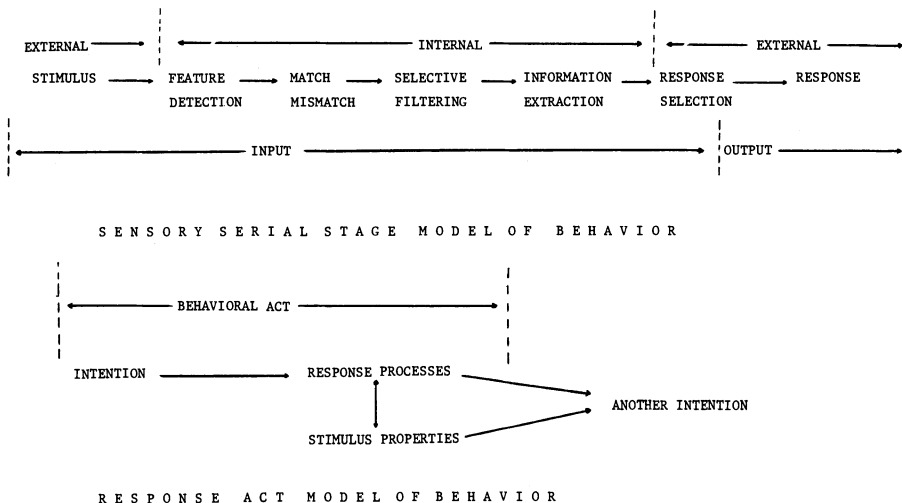 EXTERNAL INTERNAL EXTERNAL
STIMULUS FEATURE MATCH SELECTIVE INFORMATION RESPONSE RESPONSE
DETECTION MISMATCH FILTERING EXTRACTION SELECTION
INPUT OUTPUT
SENSORY SERIAL STAGE MODEL OF BEHAVIOR
BEHAVIORAL ACT
INTENTION RESPONSE PROCESSES
ANOTHER INTENTION
STIMULUS PROPERTIES
RESPONSE ACT MODEL OF BEHAVIOR